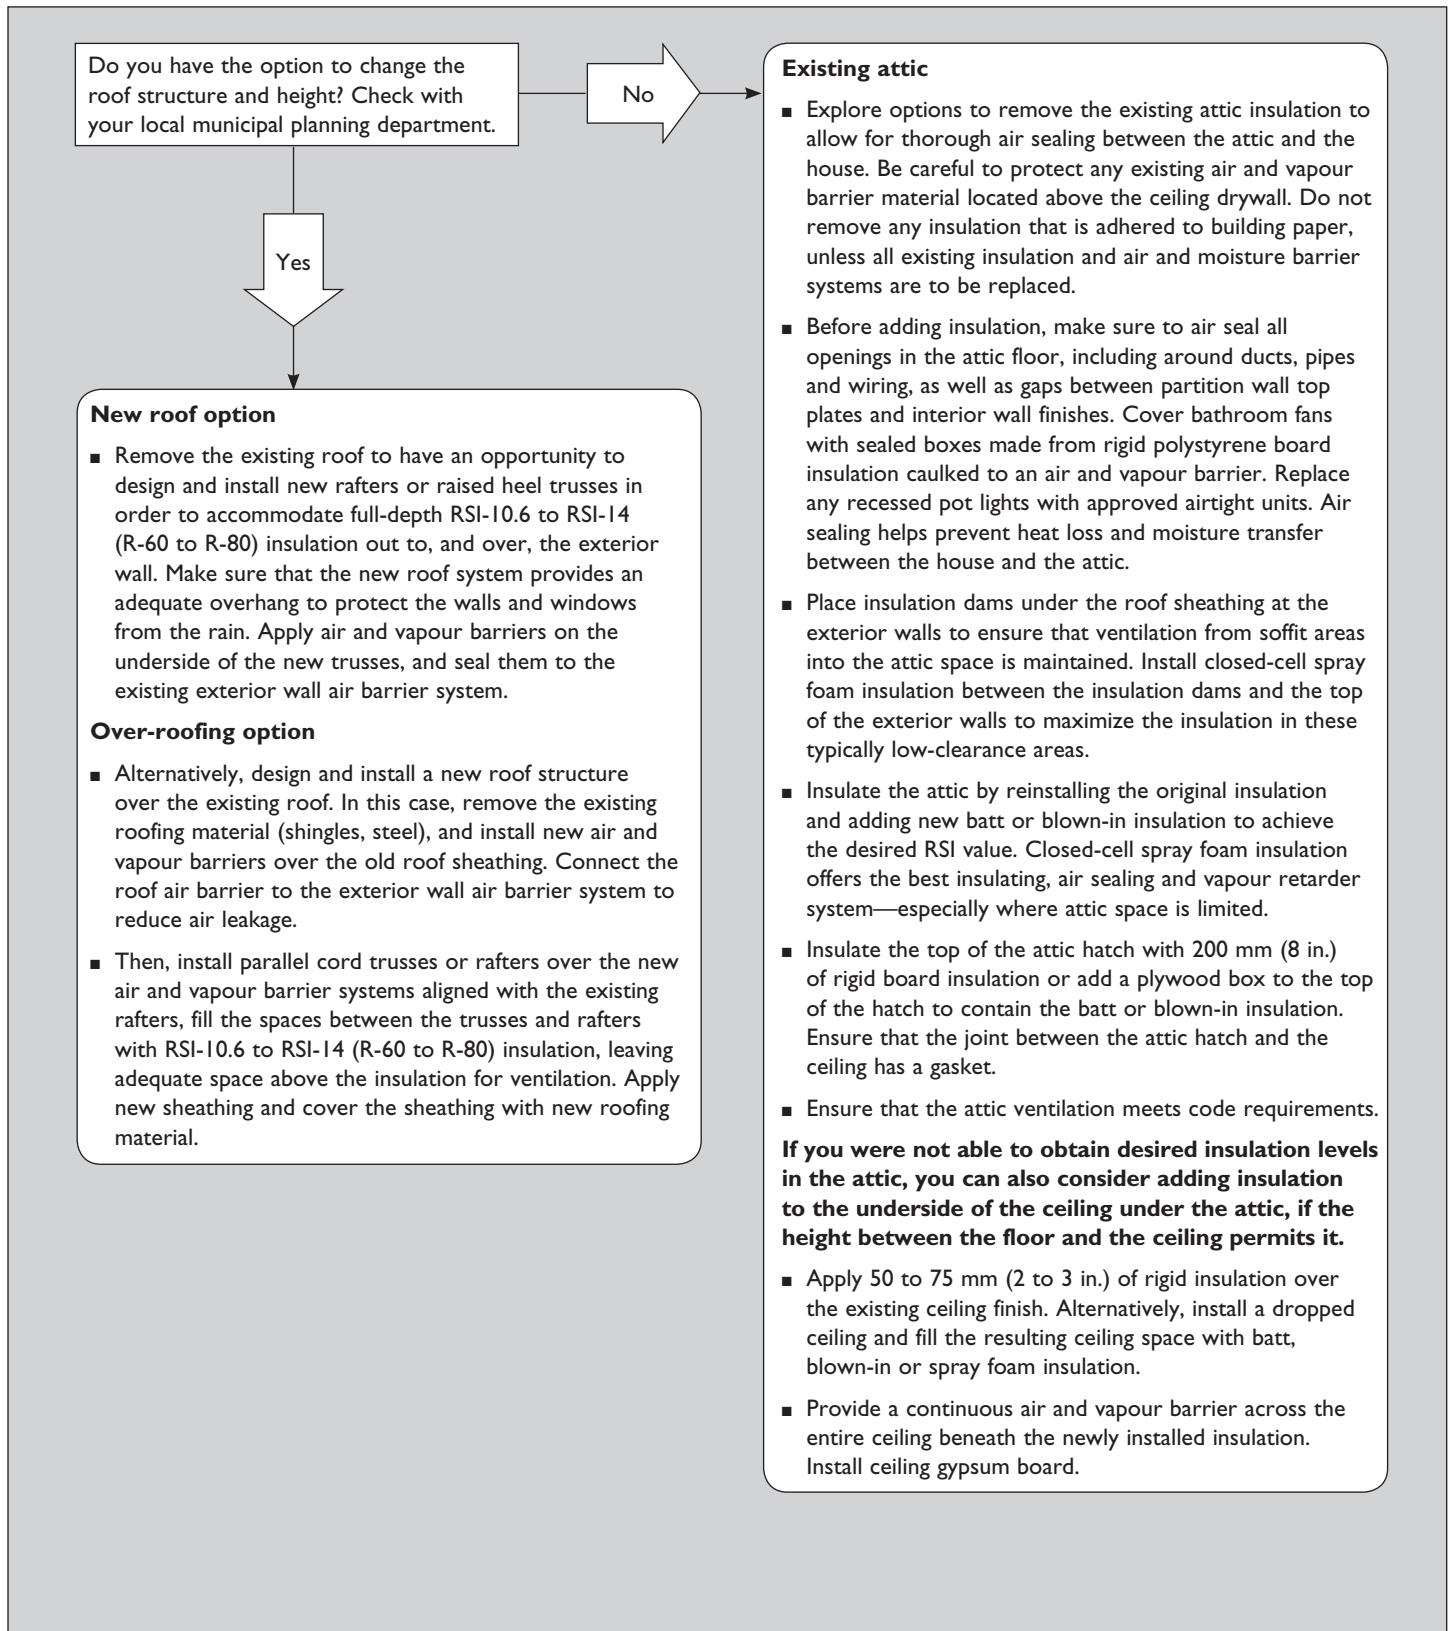 Do you have the option to change the
roof structure and height? Check with
your local municipal planning department.
No
Yes
New roof option
■ Remove the existing roof to have an opportunity to
design and install new rafters or raised heel trusses in
order to accommodate full-depth RSI-10.6 to RSI-14
(R-60 to R-80) insulation out to, and over, the exterior
wall. Make sure that the new roof system provides an
adequate overhang to protect the walls and windows
from the rain. Apply air and vapour barriers on the
underside of the new trusses, and seal them to the
existing exterior wall air barrier system.
Over-roofing option
■ Alternatively, design and install a new roof structure
over the existing roof. In this case, remove the existing
roofing material (shingles, steel), and install new air and
vapour barriers over the old roof sheathing. Connect the
roof air barrier to the exterior wall air barrier system to
reduce air leakage.
■ Then, install parallel cord trusses or rafters over the new
air and vapour barrier systems aligned with the existing
rafters, fill the spaces between the trusses and rafters
with RSI-10.6 to RSI-14 (R-60 to R-80) insulation, leaving
adequate space above the insulation for ventilation. Apply
new sheathing and cover the sheathing with new roofing
material.
Existing attic
■ Explore options to remove the existing attic insulation to
allow for thorough air sealing between the attic and the
house. Be careful to protect any existing air and vapour
barrier material located above the ceiling drywall. Do not
remove any insulation that is adhered to building paper,
unless all existing insulation and air and moisture barrier
systems are to be replaced.
■ Before adding insulation, make sure to air seal all
openings in the attic floor, including around ducts, pipes
and wiring, as well as gaps between partition wall top
plates and interior wall finishes. Cover bathroom fans
with sealed boxes made from rigid polystyrene board
insulation caulked to an air and vapour barrier. Replace
any recessed pot lights with approved airtight units. Air
sealing helps prevent heat loss and moisture transfer
between the house and the attic.
■ Place insulation dams under the roof sheathing at the
exterior walls to ensure that ventilation from soffit areas
into the attic space is maintained. Install closed-cell spray
foam insulation between the insulation dams and the top
of the exterior walls to maximize the insulation in these
typically low-clearance areas.
■ Insulate the attic by reinstalling the original insulation
and adding new batt or blown-in insulation to achieve
the desired RSI value. Closed-cell spray foam insulation
offers the best insulating, air sealing and vapour retarder
system—especially where attic space is limited.
■ Insulate the top of the attic hatch with 200 mm (8 in.)
of rigid board insulation or add a plywood box to the top
of the hatch to contain the batt or blown-in insulation.
Ensure that the joint between the attic hatch and the
ceiling has a gasket.
■ Ensure that the attic ventilation meets code requirements.
If you were not able to obtain desired insulation levels
in the attic, you can also consider adding insulation
to the underside of the ceiling under the attic, if the
height between the floor and the ceiling permits it.
■ Apply 50 to 75 mm (2 to 3 in.) of rigid insulation over
the existing ceiling finish. Alternatively, install a dropped
ceiling and fill the resulting ceiling space with batt,
blown-in or spray foam insulation.
■ Provide a continuous air and vapour barrier across the
entire ceiling beneath the newly installed insulation.
Install ceiling gypsum board.